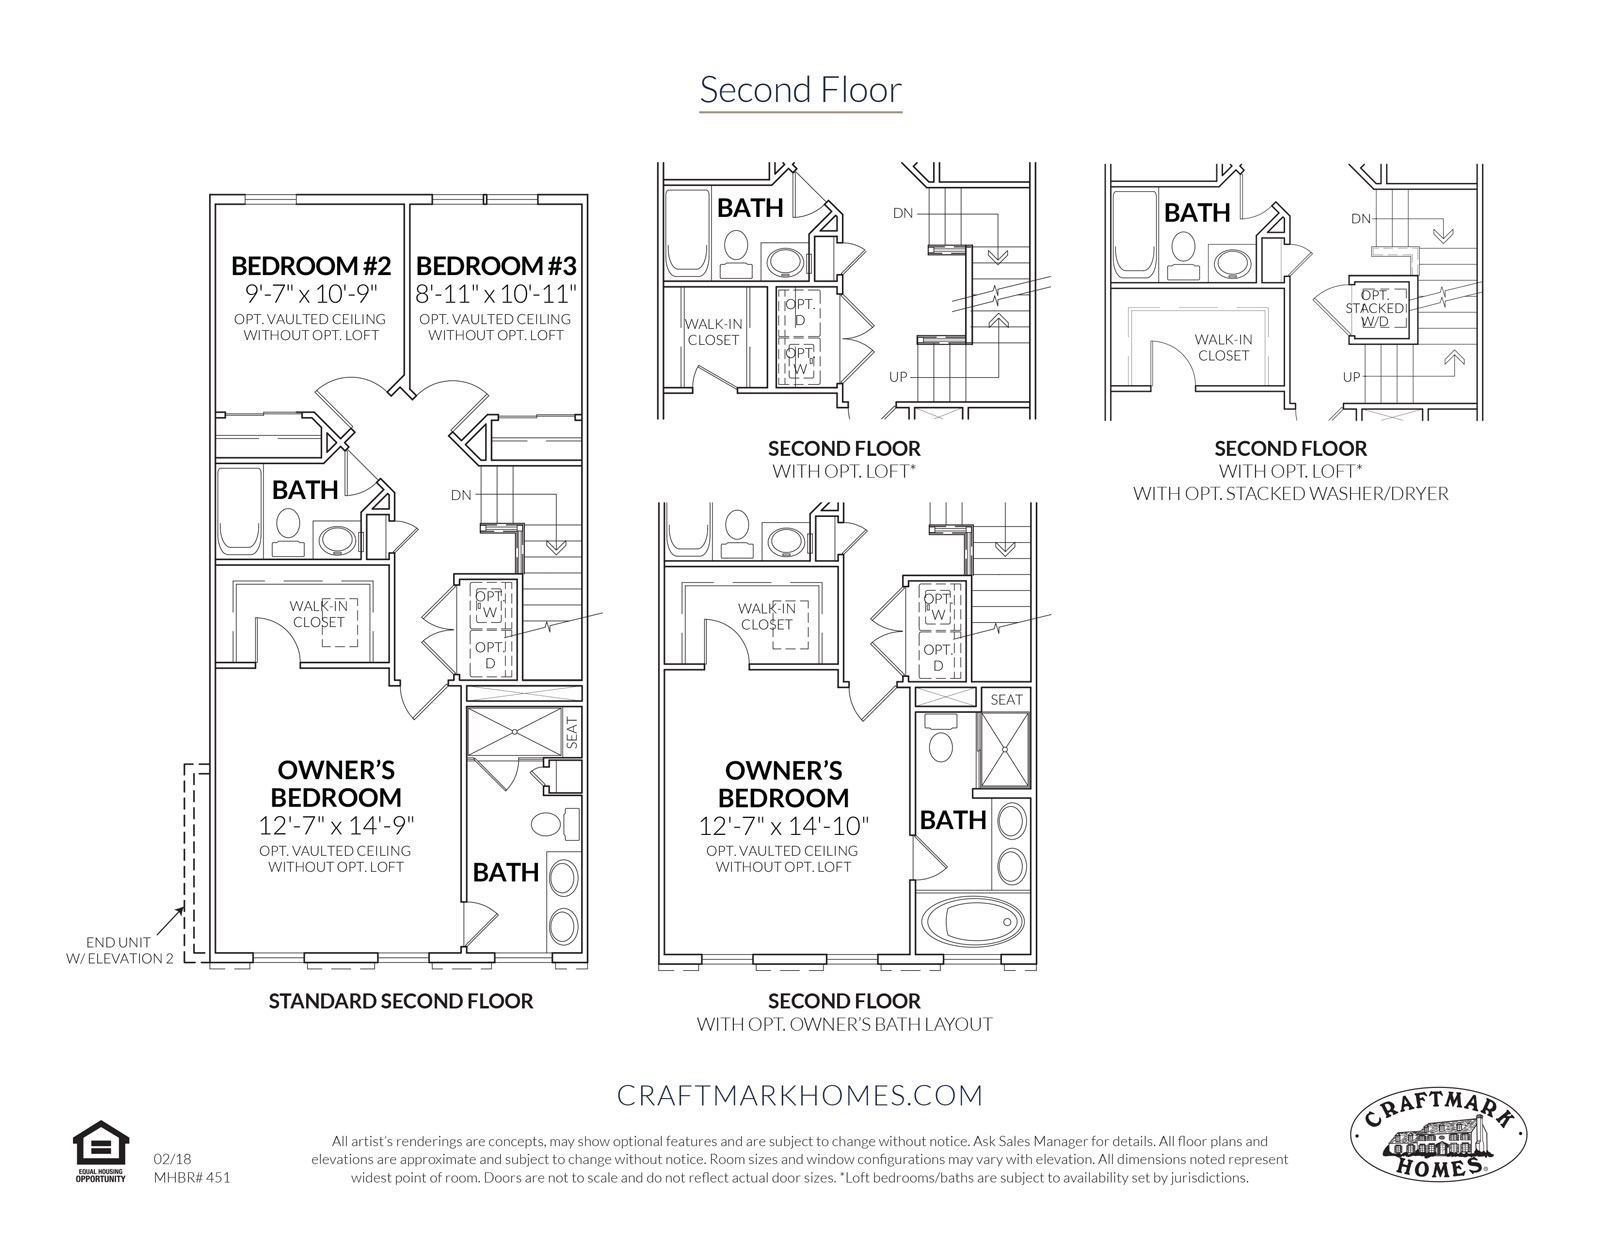 Second Floor
BEDROOM #2
9'-7" x 10'-9"
OPT. VAULTED CEILING
WITHOUT OPT. LOFT
BEDROOM #3
8'-11" x 10'-11"
OPT. VAULTED CEILING
WITHOUT OPT. LOFT
BATH
DN
WALK-IN
CLOSET
OPT.
W
OPT.
D
SEAT
OWNER'S
BEDROOM
12'-7" x 14'-9"
OPT. VAULTED CEILING
WITHOUT OPT. LOFT
BATH
END UNIT
W/ ELEVATION 2
STANDARD SECOND FLOOR
BATH
DN
WALK-IN
CLOSET
OPT.
D
OPT.
W
UP
SECOND FLOOR
WITH OPT. LOFT*
BATH
DN
OPT.
STACKED
W/D
WALK-IN
CLOSET
UP
SECOND FLOOR
WITH OPT. LOFT*
WITH OPT. STACKED WASHER/DRYER
WALK-IN
CLOSET
OPT.
W
OPT.
D
SEAT
OWNER'S
BEDROOM
12'-7" x 14'-10"
OPT. VAULTED CEILING
WITHOUT OPT. LOFT
BATH
SECOND FLOOR
WITH OPT. OWNER'S BATH LAYOUT
CRAFTMARKHOMES.COM
EQUAL HOUSING
OPPORTUNITY
02/18
MHBR# 451
All artist's renderings are concepts, may show optional features and are subject to change without notice. Ask Sales Manager for details. All floor plans and
elevations are approximate and subject to change without notice. Room sizes and window configurations may vary with elevation. All dimensions noted represent
widest point of room. Doors are not to scale and do not reflect actual door sizes. *Loft bedrooms/baths are subject to availability set by jurisdictions.
CRAFTMARK
HOMES®